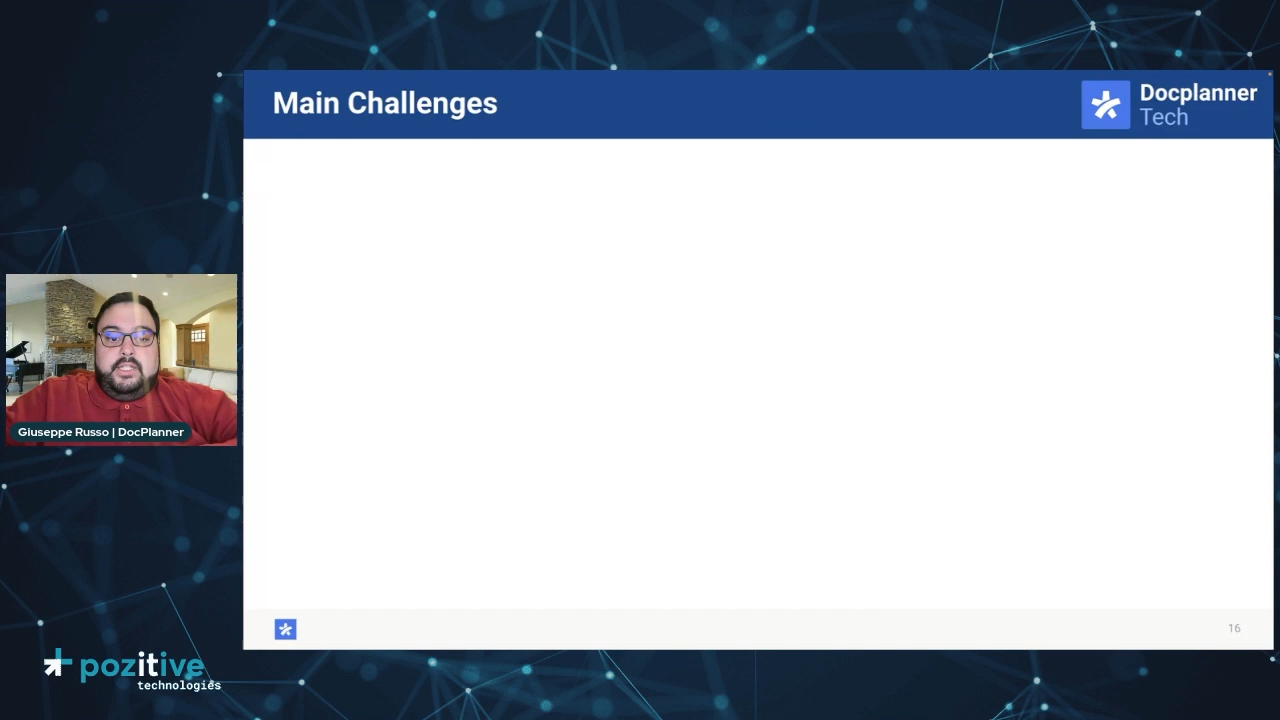 Main Challenges
Docplanner
Tech
Giuseppe Russo | DocPlanner
16
pozitive
technologies